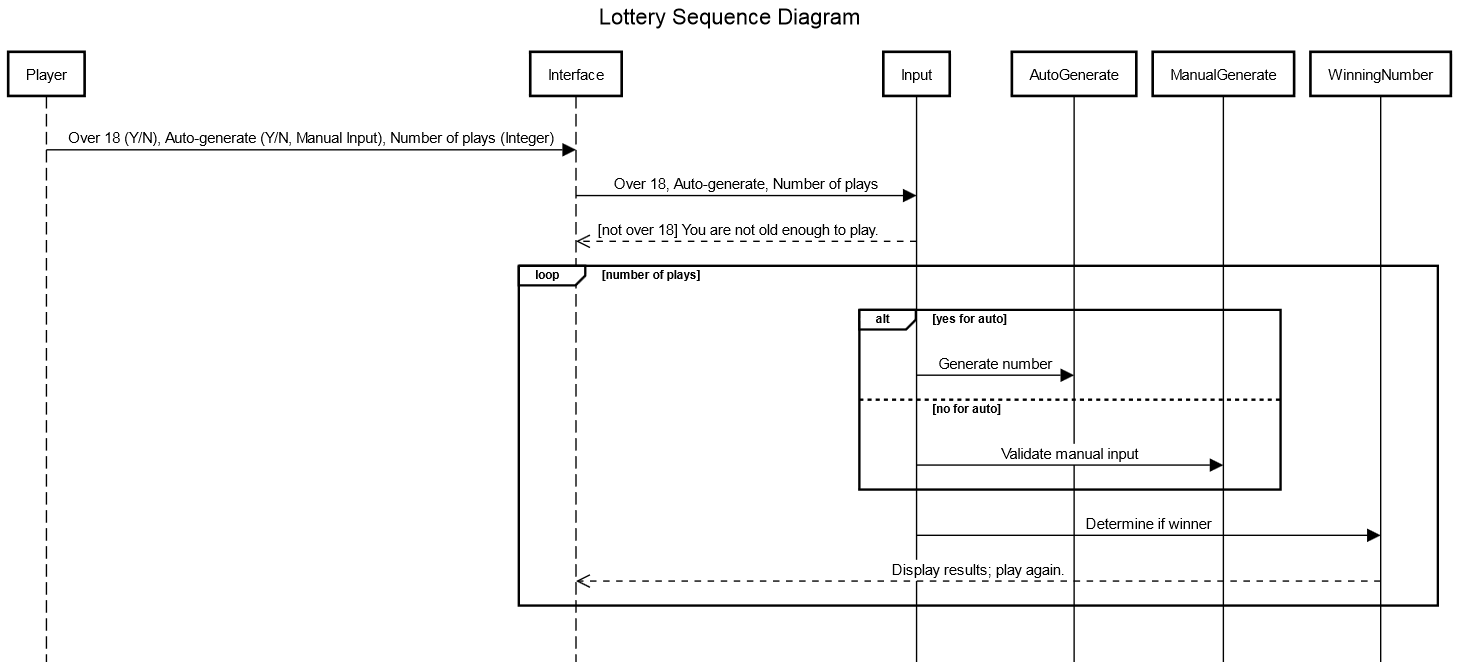 Lottery Sequence Diagram
Player
Interface
Input
AutoGenerate
ManualGenerate
WinningNumber
Over 18 (Y/N), Auto-generate (Y/N, Manual Input), Number of plays (Integer)
Over 18, Auto-generate, Number of plays
[not over 18] You are not old enough to play.
loop
[number of plays]
alt
[yes for auto]
Generate number
[no for auto]
Validate manual input
Determine if winner
Display results; play again.